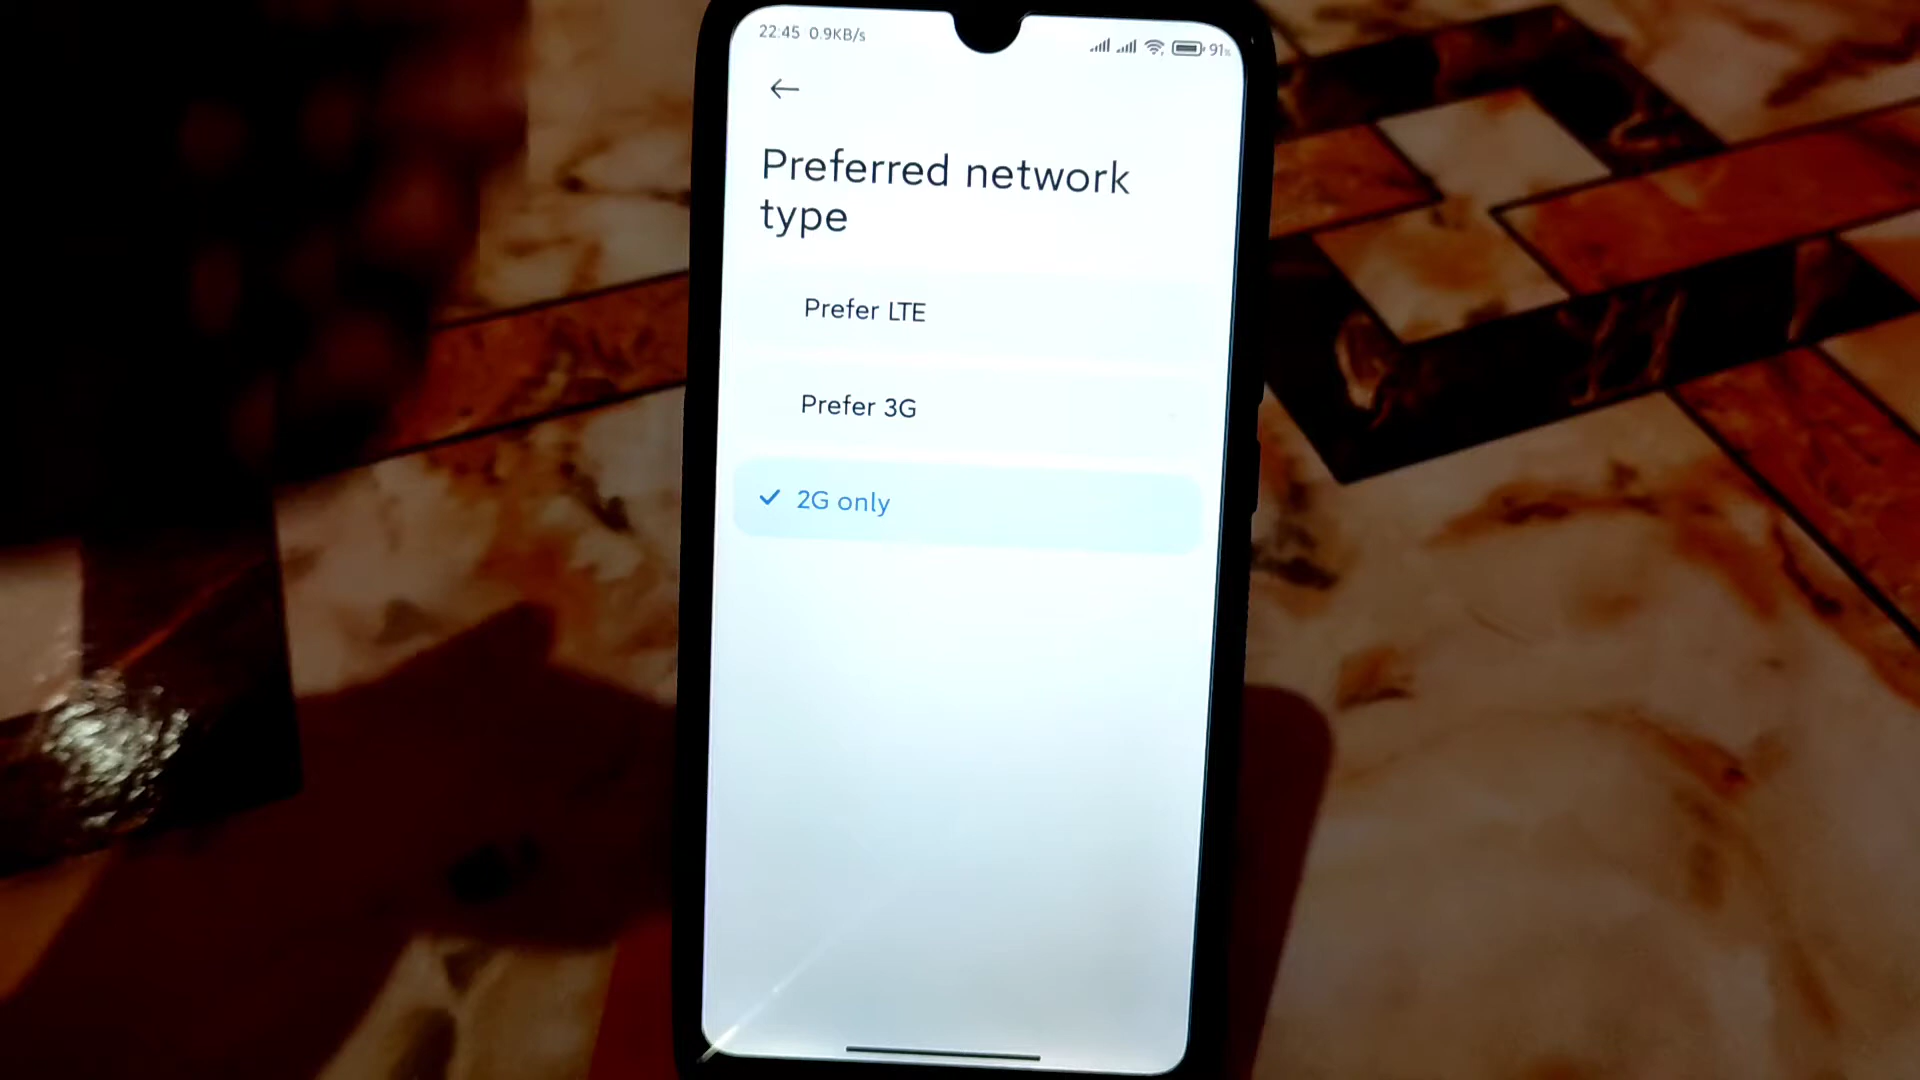 22:45 0.9KB/s 91%
Preferred network
type
Prefer LTE
Prefer 3G
2G only